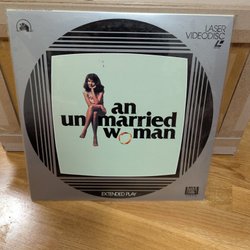 LASER
VIDEODISC
an
unmarried
woman
EXTENDED PLAY